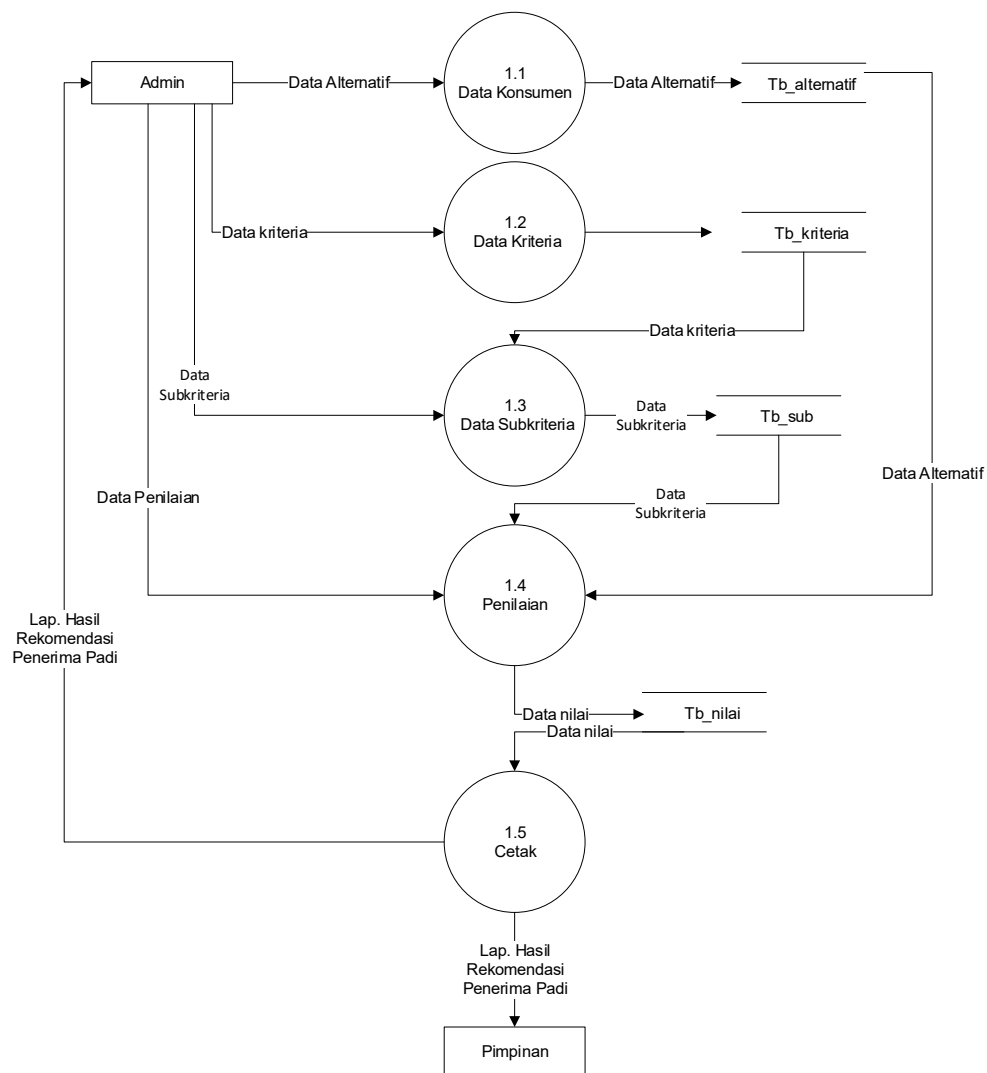 Admin
Data Alternatif
1.1
Data Konsumen
Data Alternatif
Tb_alternatif
Data kriteria
1.2
Data Kriteria
Tb_kriteria
Data kriteria
Data
Subkriteria
1.3
Data Subkriteria
Data
Subkriteria
Tb_sub
Data Alternatif
Data Penilaian
Data
Subkriteria
1.4
Penilaian
Lap. Hasil
Rekomendasi
Penerima Padi
Data nilai
Tb_nilai
Data nilai
1.5
Cetak
Lap. Hasil
Rekomendasi
Penerima Padi
Pimpinan